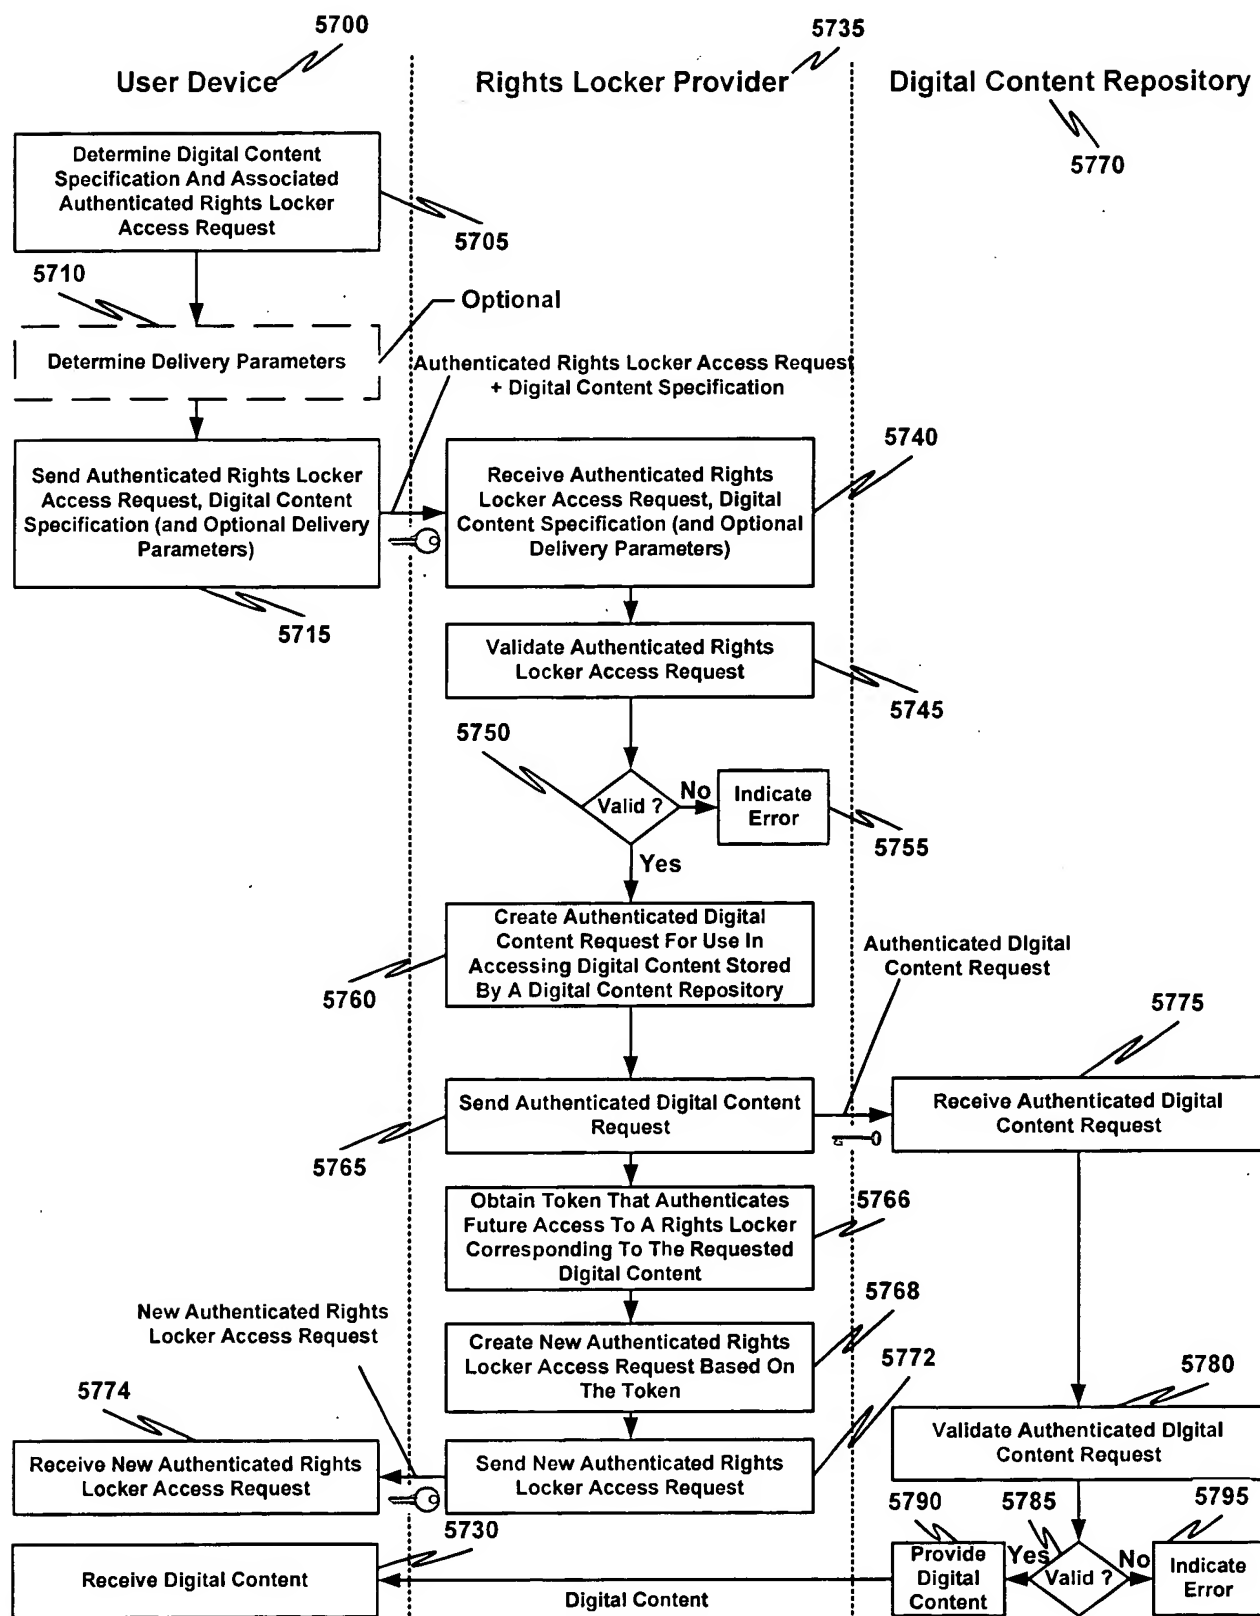 5700
5735
User Device
Rights Locker Provider
Digital Content Repository
5770
Determine Digital Content
Specification And Associated
Authenticated Rights Locker
Access Request
5705
5710
Optional
Determine Delivery Parameters
Authenticated Rights Locker Access Request
+ Digital Content Specification
5740
Send Authenticated Rights Locker
Access Request, Digital Content
Specification (and Optional Delivery
Parameters)
Receive Authenticated Rights
Locker Access Request, Digital
Content Specification (and Optional
Delivery Parameters)
5715
Validate Authenticated Rights
Locker Access Request
5745
5750
Valid ?
No
Indicate
Error
5755
Yes
Create Authenticated Digital
Content Request For Use In
Accessing Digital Content Stored
By A Digital Content Repository
5760
Authenticated Digital
Content Request
5775
Send Authenticated Digital Content
Request
Receive Authenticated Digital
Content Request
5765
Obtain Token That Authenticates
Future Access To A Rights Locker
Corresponding To The Requested
Digital Content
5766
5768
New Authenticated Rights
Locker Access Request
Create New Authenticated Rights
Locker Access Request Based On
The Token
5772
5774
5780
Validate Authenticated Digital
Content Request
Receive New Authenticated Rights
Locker Access Request
Send New Authenticated Rights
Locker Access Request
5790
5785
5795
5730
Receive Digital Content
Digital Content
Provide
Digital
Content
Yes
Valid ?
No
Indicate
Error